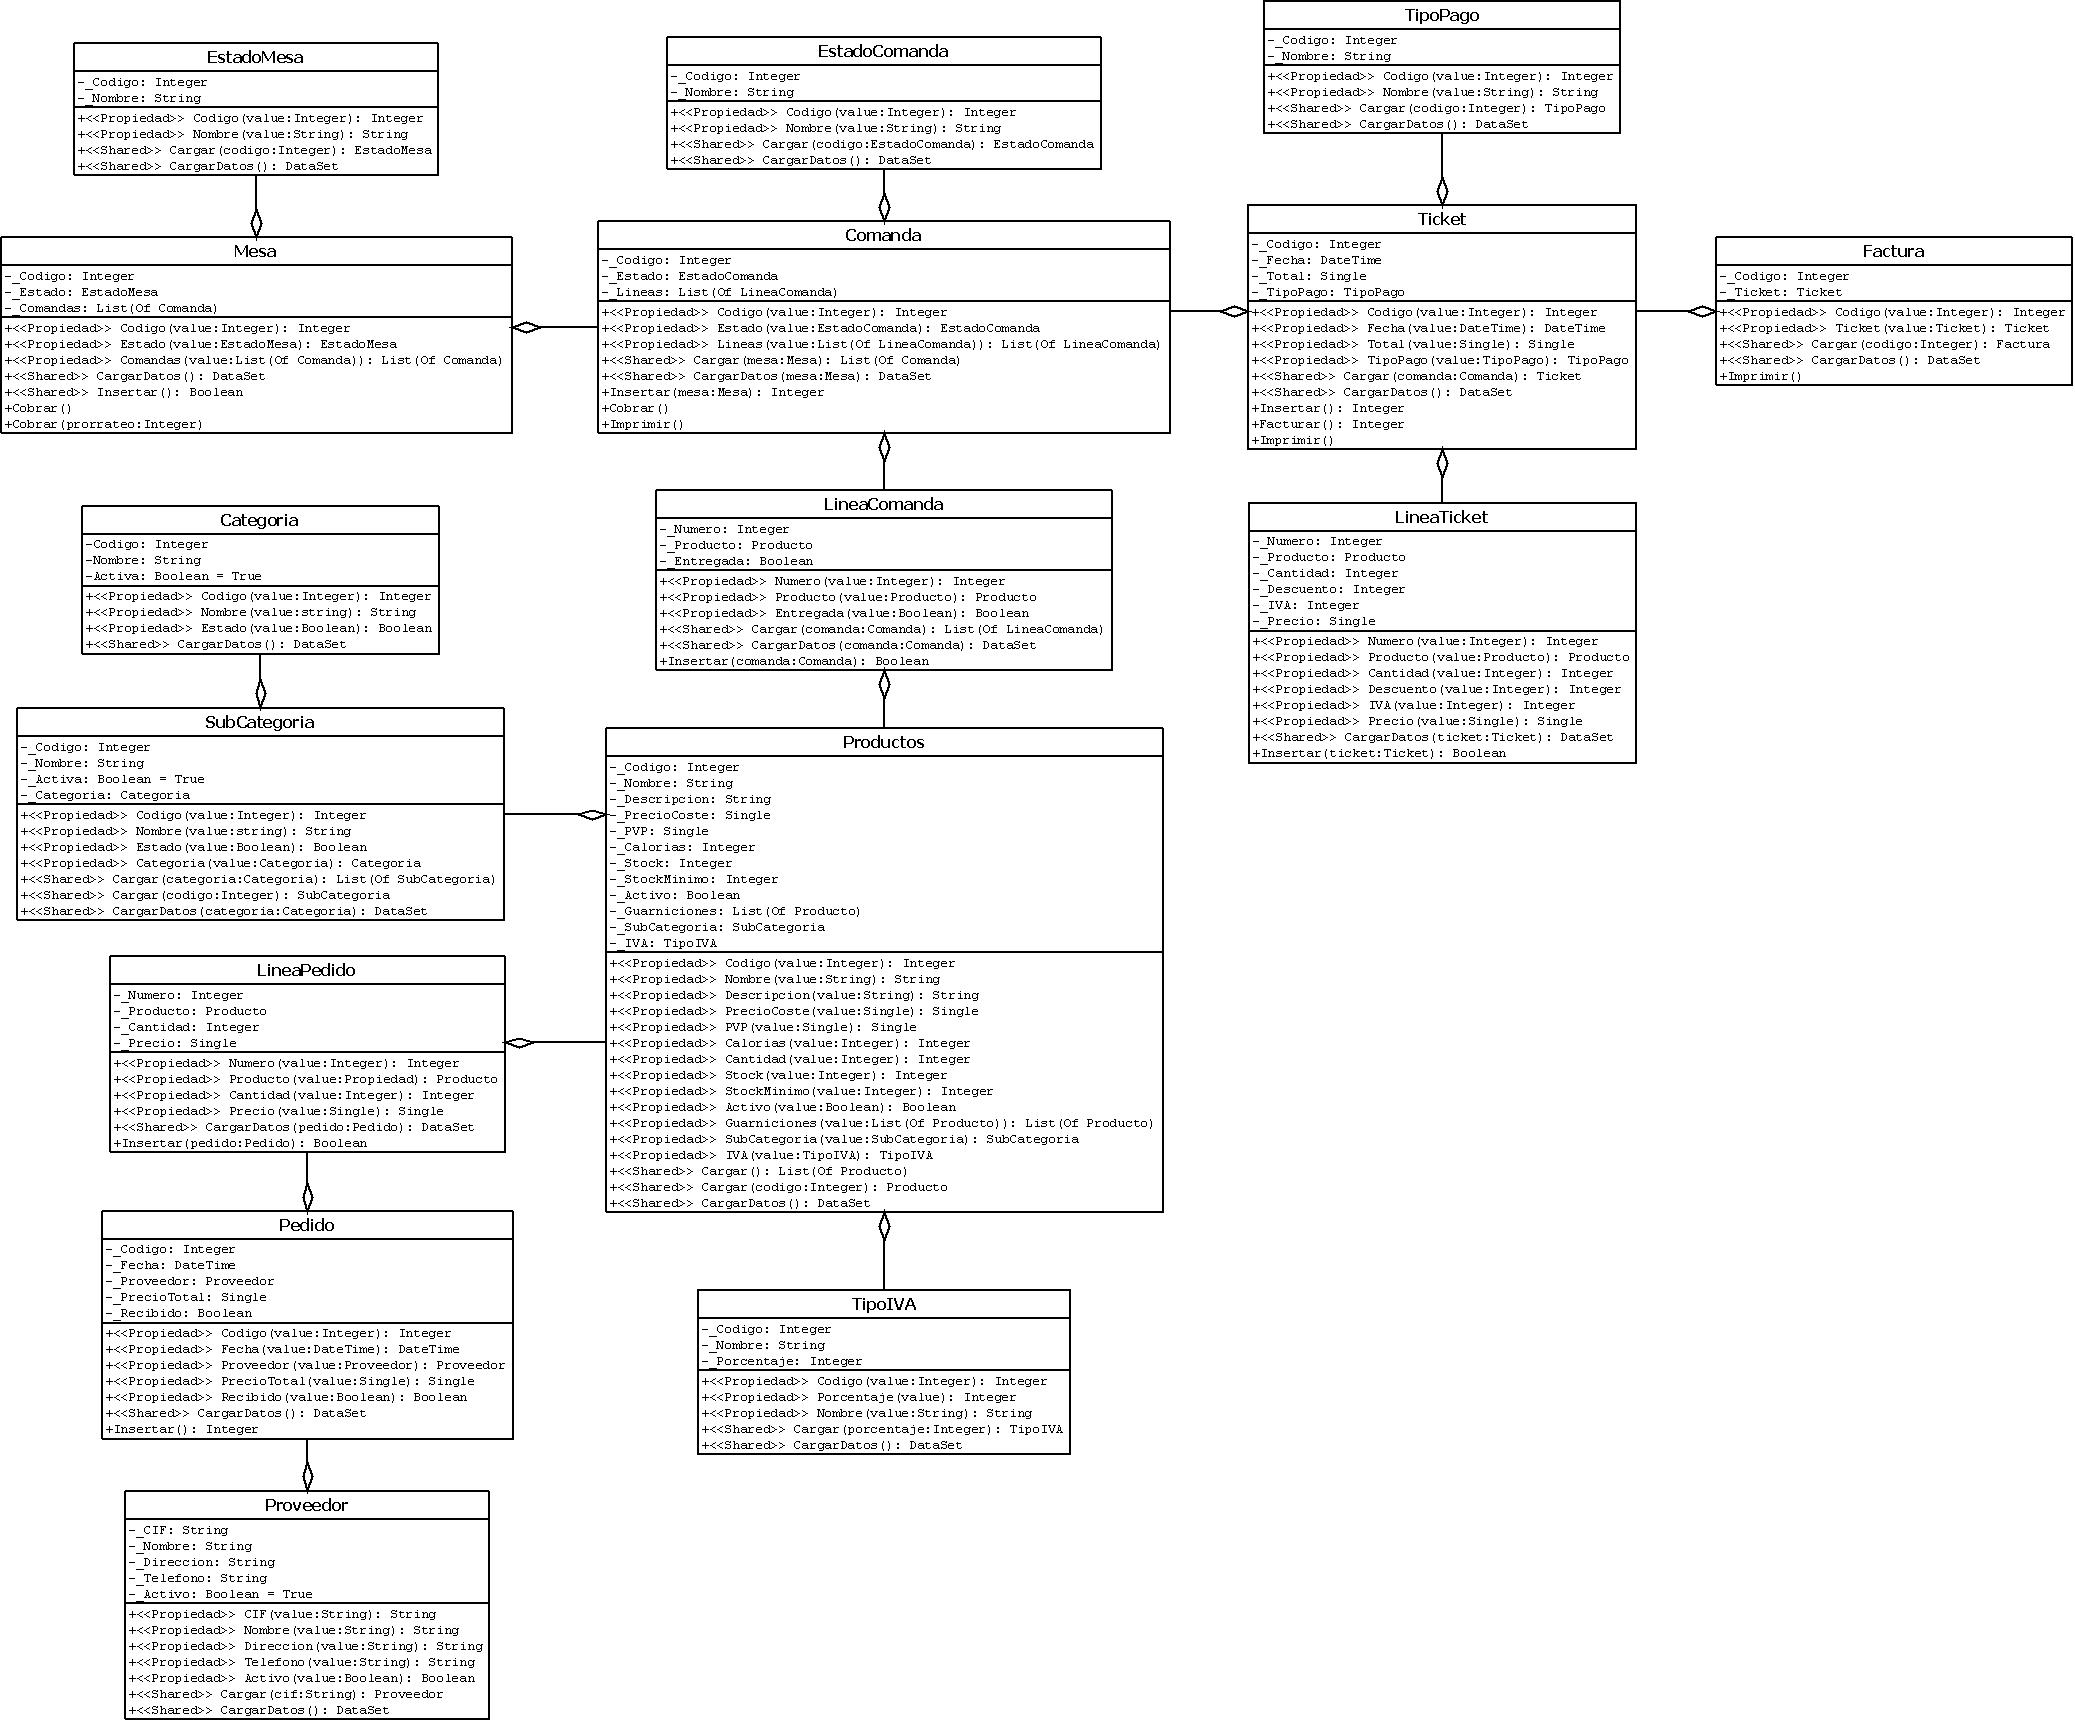 TipoPago
-_Codigo: Integer
-_Nombre: String
+<<Propiedad>> Codigo(value:Integer): Integer
+<<Propiedad>> Nombre(value:String): String
+<<Shared>> Cargar(codigo:Integer): TipoPago
+<<Shared>> CargarDatos(): DataSet
EstadoMesa
-_Codigo: Integer
-_Nombre: String
+<<Propiedad>> Codigo(value:Integer): Integer
+<<Propiedad>> Nombre(value:String): String
+<<Shared>> Cargar(codigo:Integer): EstadoMesa
+<<Shared>> CargarDatos(): DataSet
EstadoComanda
-_Codigo: Integer
-_Nombre: String
+<<Propiedad>> Codigo(value:Integer): Integer
+<<Propiedad>> Nombre(value:String): String
+<<Shared>> Cargar(codigo:EstadoComanda): EstadoComanda
+<<Shared>> CargarDatos(): DataSet
Mesa
-_Codigo: Integer
-_Estado: EstadoMesa
-_Comandas: List(Of Comanda)
+<<Propiedad>> Codigo(value:Integer): Integer
+<<Propiedad>> Estado(value:EstadoMesa): EstadoMesa
+<<Propiedad>> Comandas(value:List(Of Comanda)): List(Of Comanda)
+<<Shared>> CargarDatos(): DataSet
+<<Shared>> Insertar(): Boolean
+Cobrar()
+Cobrar(prorrateo:Integer)
Comanda
-_Codigo: Integer
-_Estado: EstadoComanda
-_Lineas: List(Of LineaComanda)
+<<Propiedad>> Codigo(value:Integer): Integer
+<<Propiedad>> Estado(value:EstadoComanda): EstadoComanda
+<<Propiedad>> Lineas(value:List(Of LineaComanda)): List(Of LineaComanda)
+<<Shared>> Cargar(mesa:Mesa): List(Of Comanda)
+<<Shared>> CargarDatos(mesa:Mesa): DataSet
+Insertar(mesa:Mesa): Integer
+Cobrar()
+Imprimir()
Ticket
-_Codigo: Integer
-_Fecha: DateTime
-_Total: Single
-_TipoPago: TipoPago
+<<Propiedad>> Codigo(value:Integer): Integer
+<<Propiedad>> Fecha(value:DateTime): DateTime
+<<Propiedad>> Total(value:Single): Single
+<<Propiedad>> TipoPago(value:TipoPago): TipoPago
+<<Shared>> Cargar(comanda:Comanda): Ticket
+<<Shared>> CargarDatos(): DataSet
+Insertar(): Integer
+Facturar(): Integer
+Imprimir()
Factura
-_Codigo: Integer
-_Ticket: Ticket
+<<Propiedad>> Codigo(value:Integer): Integer
+<<Propiedad>> Ticket(value:Ticket): Ticket
+<<Shared>> Cargar(codigo:Integer): Factura
+<<Shared>> CargarDatos(): DataSet
+Imprimir()
Categoria
-Codigo: Integer
-Nombre: String
-Activa: Boolean = True
+<<Propiedad>> Codigo(value:Integer): Integer
+<<Propiedad>> Nombre(value:string): String
+<<Propiedad>> Estado(value:Boolean): Boolean
+<<Shared>> CargarDatos(): DataSet
LineaComanda
-_Numero: Integer
-_Producto: Producto
-_Entregada: Boolean
+<<Propiedad>> Numero(value:Integer): Integer
+<<Propiedad>> Producto(value:Producto): Producto
+<<Propiedad>> Entregada(value:Boolean): Boolean
+<<Shared>> Cargar(comanda:Comanda): List(Of LineaComanda)
+<<Shared>> CargarDatos(comanda:Comanda): DataSet
+Insertar(comanda:Comanda): Boolean
LineaTicket
-_Numero: Integer
-_Producto: Producto
-_Cantidad: Integer
-_Descuento: Integer
-_IVA: Integer
-_Precio: Single
+<<Propiedad>> Numero(value:Integer): Integer
+<<Propiedad>> Producto(value:Producto): Producto
+<<Propiedad>> Cantidad(value:Integer): Integer
+<<Propiedad>> Descuento(value:Integer): Integer
+<<Propiedad>> IVA(value:Integer): Integer
+<<Propiedad>> Precio(value:Single): Single
+<<Shared>> CargarDatos(ticket:Ticket): DataSet
+Insertar(ticket:Ticket): Boolean
SubCategoria
-_Codigo: Integer
-_Nombre: String
-_Activa: Boolean = True
-_Categoria: Categoria
+<<Propiedad>> Codigo(value:Integer): Integer
+<<Propiedad>> Nombre(value:string): String
+<<Propiedad>> Estado(value:Boolean): Boolean
+<<Propiedad>> Categoria(value:Categoria): Categoria
+<<Shared>> Cargar(categoria:Categoria): List(Of SubCategoria)
+<<Shared>> Cargar(codigo:Integer): SubCategoria
+<<Shared>> CargarDatos(categoria:Categoria): DataSet
Productos
-_Codigo: Integer
-_Nombre: String
-_Descripcion: String
-_PrecioCoste: Single
-_PVP: Single
-_Calorias: Integer
-_Stock: Integer
-_StockMinimo: Integer
-_Activo: Boolean
-_Guarniciones: List(Of Producto)
-_SubCategoria: SubCategoria
-_IVA: TipoIVA
+<<Propiedad>> Codigo(value:Integer): Integer
+<<Propiedad>> Nombre(value:String): String
+<<Propiedad>> Descripcion(value:String): String
+<<Propiedad>> PrecioCoste(value:Single): Single
+<<Propiedad>> PVP(value:Single): Single
+<<Propiedad>> Calorias(value:Integer): Integer
+<<Propiedad>> Cantidad(value:Integer): Integer
+<<Propiedad>> Stock(value:Integer): Integer
+<<Propiedad>> StockMinimo(value:Integer): Integer
+<<Propiedad>> Activo(value:Boolean): Boolean
+<<Propiedad>> Guarniciones(value:List(Of Producto)): List(Of Producto)
+<<Propiedad>> SubCategoria(value:SubCategoria): SubCategoria
+<<Propiedad>> IVA(value:TipoIVA): TipoIVA
+<<Shared>> Cargar(): List(Of Producto)
+<<Shared>> Cargar(codigo:Integer): Producto
+<<Shared>> CargarDatos(): DataSet
LineaPedido
-_Numero: Integer
-_Producto: Producto
-_Cantidad: Integer
-_Precio: Single
+<<Propiedad>> Numero(value:Integer): Integer
+<<Propiedad>> Producto(value:Propiedad): Producto
+<<Propiedad>> Cantidad(value:Integer): Integer
+<<Propiedad>> Precio(value:Single): Single
+<<Shared>> CargarDatos(pedido:Pedido): DataSet
+Insertar(pedido:Pedido): Boolean
Pedido
-_Codigo: Integer
-_Fecha: DateTime
-_Proveedor: Proveedor
-_PrecioTotal: Single
-_Recibido: Boolean
+<<Propiedad>> Codigo(value:Integer): Integer
+<<Propiedad>> Fecha(value:DateTime): DateTime
+<<Propiedad>> Proveedor(value:Proveedor): Proveedor
+<<Propiedad>> PrecioTotal(value:Single): Single
+<<Propiedad>> Recibido(value:Boolean): Boolean
+<<Shared>> CargarDatos(): DataSet
+Insertar(): Integer
TipoIVA
-_Codigo: Integer
-_Nombre: String
-_Porcentaje: Integer
+<<Propiedad>> Codigo(value:Integer): Integer
+<<Propiedad>> Porcentaje(value): Integer
+<<Propiedad>> Nombre(value:String): String
+<<Shared>> Cargar(porcentaje:Integer): TipoIVA
+<<Shared>> CargarDatos(): DataSet
Proveedor
-_CIF: String
-_Nombre: String
-_Direccion: String
-_Telefono: String
-_Activo: Boolean = True
+<<Propiedad>> CIF(value:String): String
+<<Propiedad>> Nombre(value:String): String
+<<Propiedad>> Direccion(value:String): String
+<<Propiedad>> Telefono(value:String): String
+<<Propiedad>> Activo(value:Boolean): Boolean
+<<Shared>> Cargar(cif:String): Proveedor
+<<Shared>> CargarDatos(): DataSet